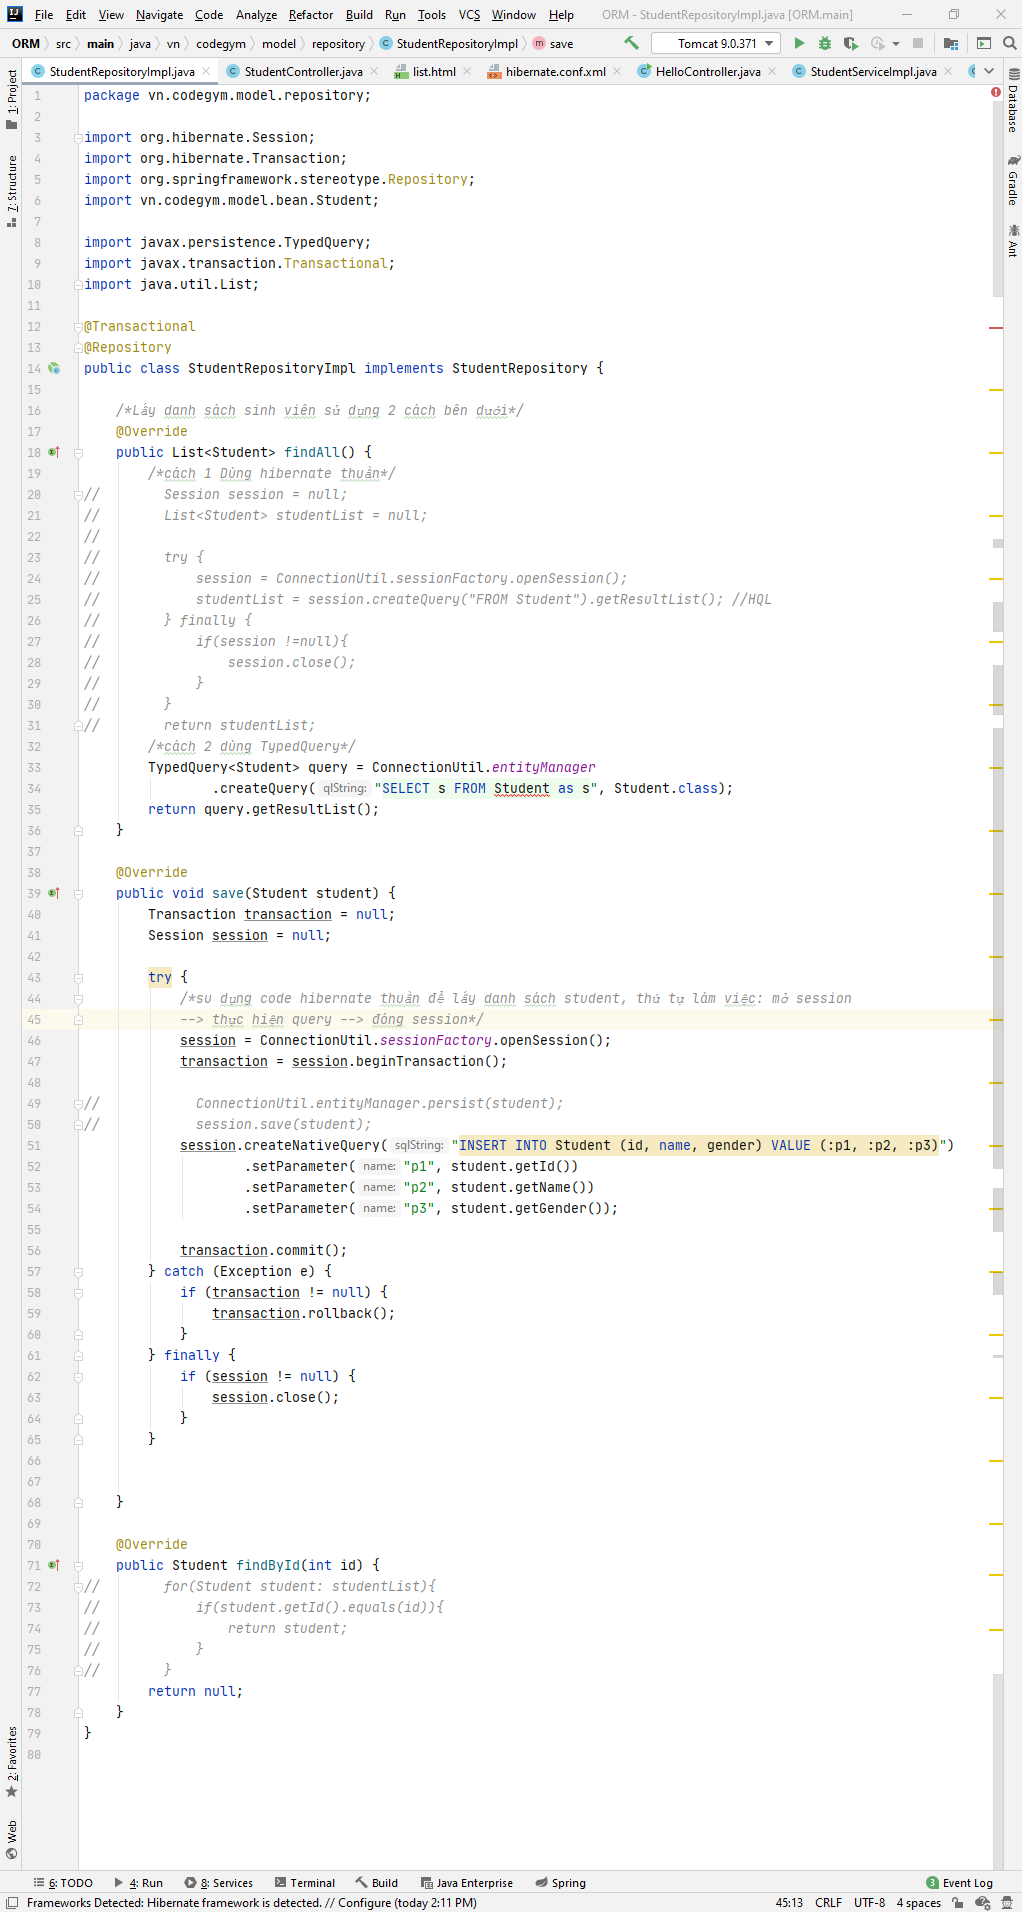 File Edit View Navigate Code Analyze Refactor Build Run Tools VCS Window Help ORM - StudentRepositoryImpl.java [ORM.main]
ORM src main java vn codegym model repository StudentRepositoryImpl save Tomcat 9.0.371
StudentRepositoryImpl.java StudentController.java list.html hibernate.conf.xml HelloController.java StudentServiceImpl.java
1: Project
7: Structure
2: Favorites
Web
Database
Gradle
Ant
1 package vn.codegym.model.repository;
2
3 import org.hibernate.Session;
4 import org.hibernate.Transaction;
5 import org.springframework.stereotype.Repository;
6 import vn.codegym.model.bean.Student;
7
8 import javax.persistence.TypedQuery;
9 import javax.transaction.Transactional;
10 import java.util.List;
11
12 @Transactional
13 @Repository
14 public class StudentRepositoryImpl implements StudentRepository {
15
16 /*Lấy danh sách sinh viên sử dụng 2 cách bên dưới*/
17 @Override
18 public List<Student> findAll() {
19 /*cách 1 Dùng hibernate thuần*/
20 // Session session = null;
21 // List<Student> studentList = null;
22 //
23 // try {
24 // session = ConnectionUtil.sessionFactory.openSession();
25 // studentList = session.createQuery("FROM Student").getResultList(); //HQL
26 // } finally {
27 // if(session !=null){
28 // session.close();
29 // }
30 // }
31 // return studentList;
32 /*cách 2 dùng TypedQuery*/
33 TypedQuery<Student> query = ConnectionUtil.entityManager
34 .createQuery( qlString: "SELECT s FROM Student as s", Student.class);
35 return query.getResultList();
36 }
37
38 @Override
39 public void save(Student student) {
40 Transaction transaction = null;
41 Session session = null;
42
43 try {
44 /*su dụng code hibernate thuần để lấy danh sách student, thứ tự làm việc: mở session
45 --> thực hiện query --> đóng session*/
46 session = ConnectionUtil.sessionFactory.openSession();
47 transaction = session.beginTransaction();
48
49 // ConnectionUtil.entityManager.persist(student);
50 // session.save(student);
51 session.createNativeQuery( sqlString: "INSERT INTO Student (id, name, gender) VALUE (:p1, :p2, :p3)")
52 .setParameter( name: "p1", student.getId())
53 .setParameter( name: "p2", student.getName())
54 .setParameter( name: "p3", student.getGender());
55
56 transaction.commit();
57 } catch (Exception e) {
58 if (transaction != null) {
59 transaction.rollback();
60 }
61 } finally {
62 if (session != null) {
63 session.close();
64 }
65 }
66
67
68 }
69
70 @Override
71 public Student findById(int id) {
72 // for(Student student: studentList){
73 // if(student.getId().equals(id)){
74 // return student;
75 // }
76 // }
77 return null;
78 }
79 }
80
6: TODO 4: Run 8: Services Terminal Build Java Enterprise Spring 3 Event Log
Frameworks Detected: Hibernate framework is detected. // Configure (today 2:11 PM) 45:13 CRLF UTF-8 4 spaces